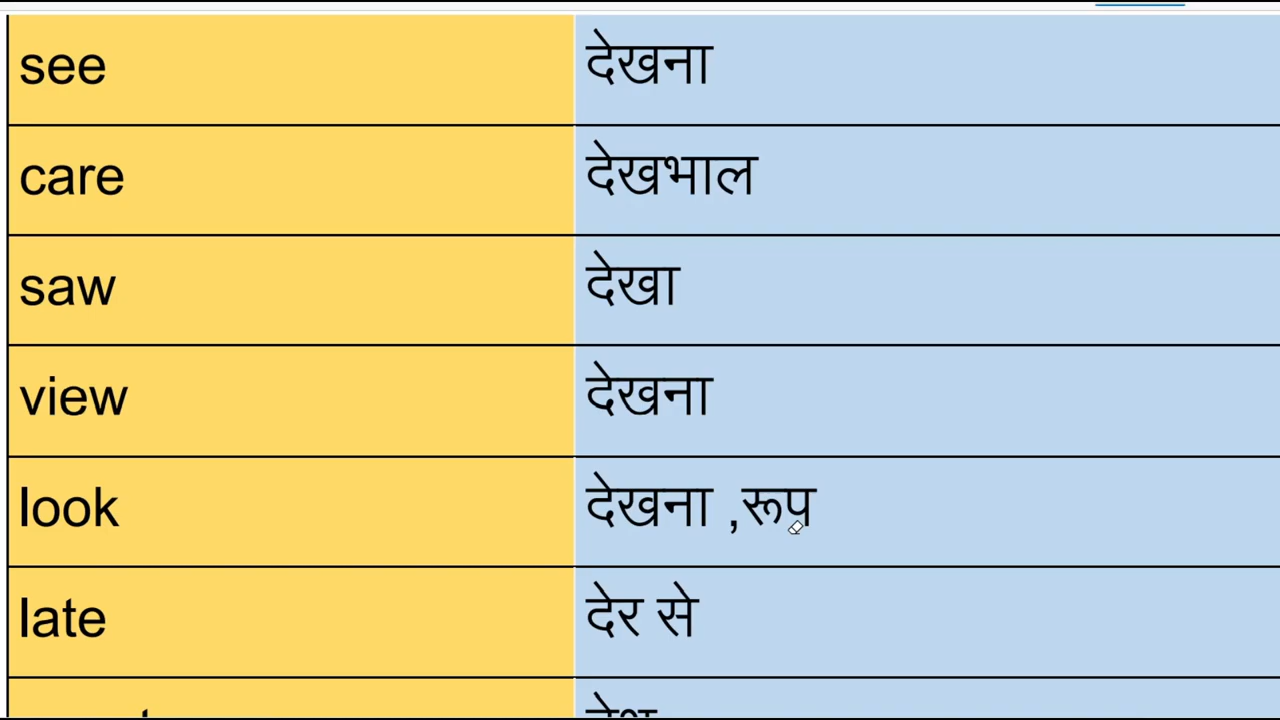 see देखना
care देखभाल
saw देखा
view देखना
look देखना ,रूप
late देर से